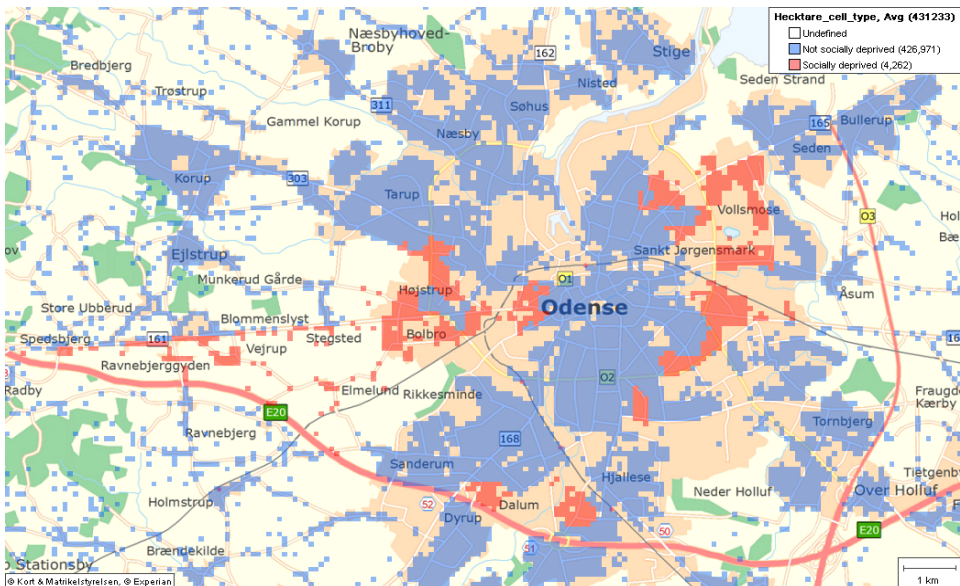 Hecktare_cell_type, Avg (431233)
Undefined
Not socially deprived (426,971)
Socially deprived (4,262)
Næsbyhoved-
Broby
162
Stige
Bredbjerg
Nisted
Seden Strand
Trøstrup
311
Søhus
Gammel Korup
165
Bullerup
Næsby
Seden
Korup
303
Tarup
Vollsmose
O3
Ejlstrup
Sankt Jørgensmark
Munkerud Gårde
O1
Højstrup
Åsum
Store Ubberud
Odense
Blommenslyst
Spedsbjerg
161
Stegsted
Bolbro
Vejrup
Ravnebjerggyden
O2
Radby
Elmelund
Rikkesminde
Fraugde
Kærby
E20
Tornbjerg
Ravnebjerg
168
Sanderum
Hjallese
Tietgenby
Neder Holluf
Over Holluf
Holmstrup
52
Dalum
Dyrup
50
E20
51
Brændekilde
Stationsby
© Kort & Matrikelstyrelsen, © Experian
1 km